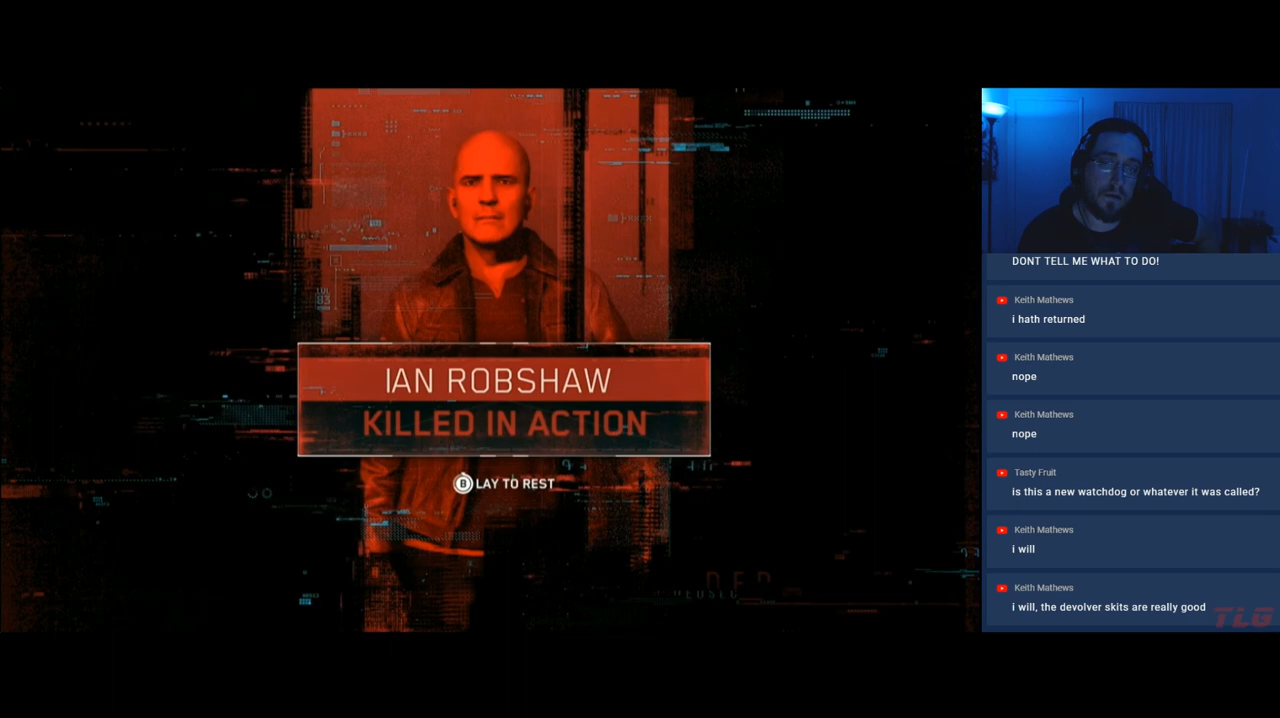 IAN ROBSHAW
KILLED IN ACTION
B LAY TO REST
DONT TELL ME WHAT TO DO!
Keith Mathews
i hath returned
Keith Mathews
nope
Keith Mathews
nope
Tasty Fruit
is this a new watchdog or whatever it was called?
Keith Mathews
i will
Keith Mathews
i will, the devolver skits are really good
TLG